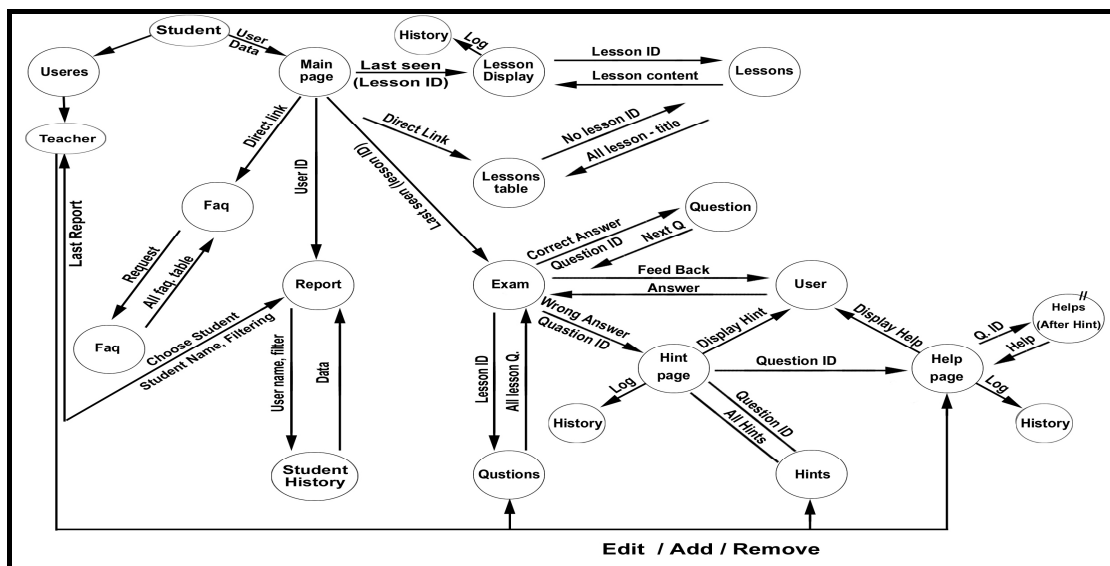 Student
User
Data
Useres
Teacher
Main
page
Last seen
(Lesson ID)
History
Log
Lesson
Display
Lesson ID
Lesson content
Lessons
Direct link
User ID
Direct Link
Last seen (lesson ID)
Lessons
table
No lesson ID
All lesson - title
Last Report
Faq
Request
All faq. table
Faq
Choose Student
Student Name, Filtering
Report
User name, filter
Data
Student
History
Exam
Correct Answer
Question ID
Next Q
Question
Feed Back
Answer
User
Wrong Answer
Quastion ID
Lesson ID
All lesson Q.
Qustions
Hint
page
Display Hint
Question ID
Log
History
Question ID
All Hints
Hints
Display Help
Help
page
Q. ID
Help
Helps
(After Hint)
Log
History
Edit / Add / Remove